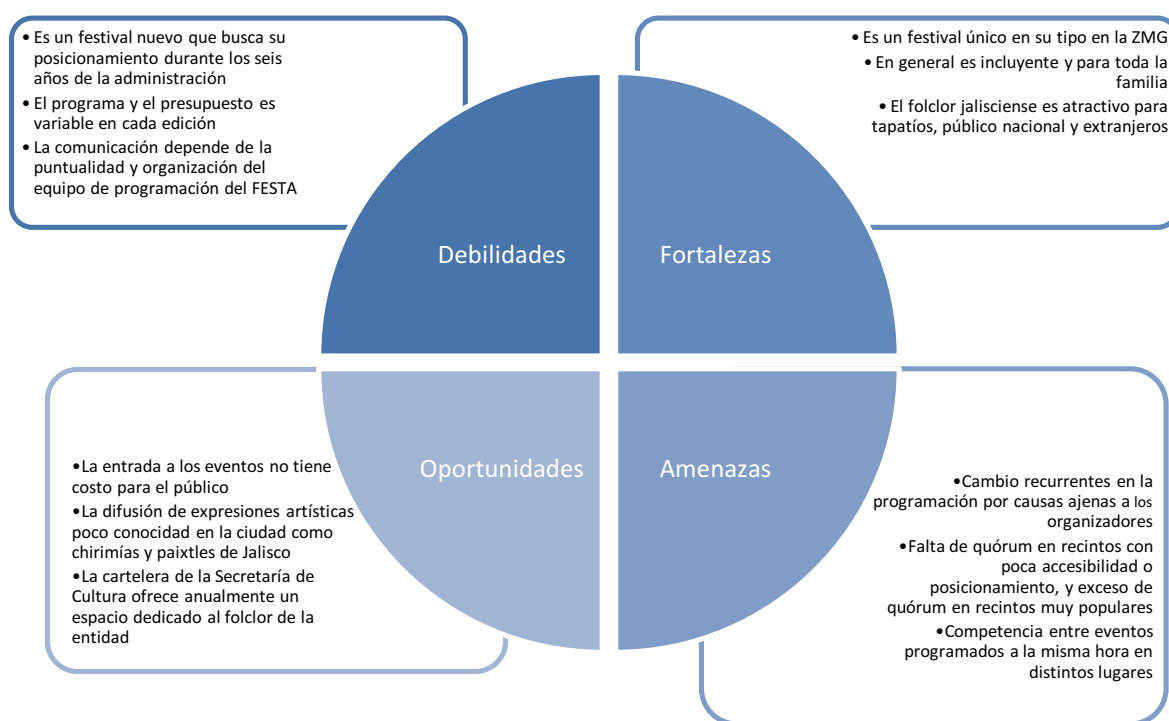 • Es un festival nuevo que busca su
posicionamiento durante los seis
años de la administración
• El programa y el presupuesto es
variable en cada edición
• La comunicación depende de la
puntualidad y organización del
equipo de programación del FESTA
• Es un festival único en su tipo en la ZMG
• En general es incluyente y para toda la
familia
• El folclor jalisciense es atractivo para
tapatíos, público nacional y extranjeros
Debilidades
Fortalezas
Oportunidades
Amenazas
•La entrada a los eventos no tiene
costo para el público
•La difusión de expresiones artísticas
poco conocidad en la ciudad como
chirimías y paixtles de Jalisco
•La cartelera de la Secretaría de
Cultura ofrece anualmente un
espacio dedicado al folclor de la
entidad
•Cambio recurrentes en la
programación por causas ajenas a los
organizadores
•Falta de quórum en recintos con
poca accesibilidad o
posicionamiento, y exceso de
quórum en recintos muy populares
•Competencia entre eventos
programados a la misma hora en
distintos lugares